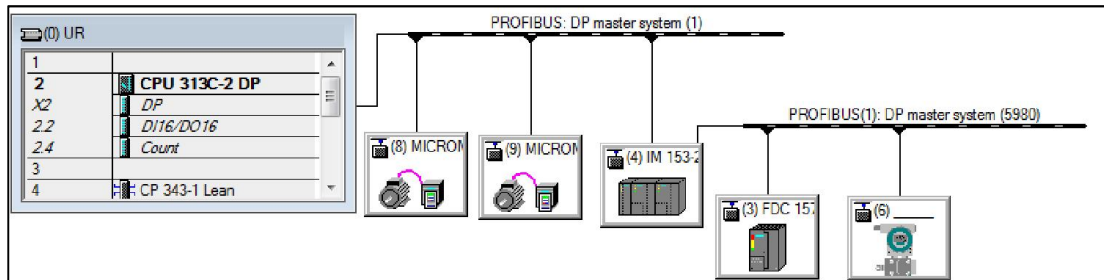 (0) UR
1
2 CPU 313C-2 DP
X2 DP
2.2 DI16/DO16
2.4 Count
3
4 CP 343-1 Lean
PROFIBUS: DP master system (1)
(8) MICROM
(9) MICROM
(4) IM 153-2
PROFIBUS(1): DP master system (5980)
(3) FDC 157
(6) _____